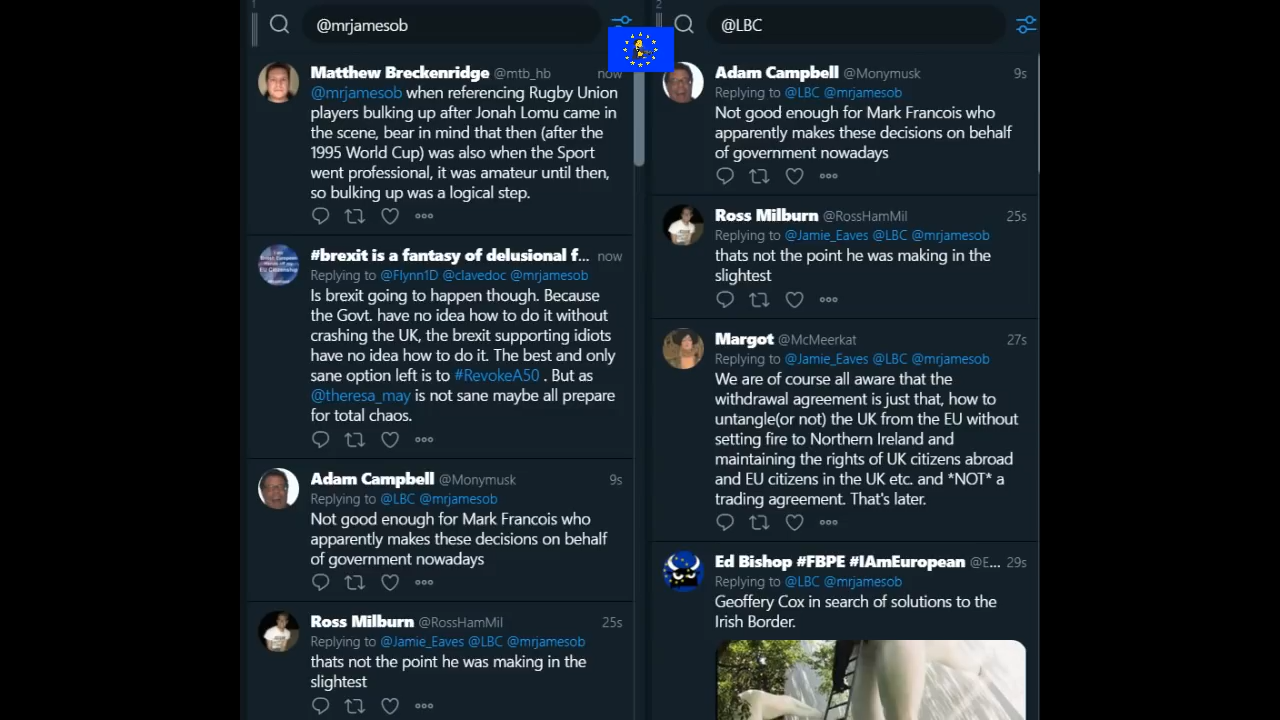 1
@mrjamesob
Matthew Breckenridge @mtb_hb now
@mrjamesob when referencing Rugby Union
players bulking up after Jonah Lomu came in
the scene, bear in mind that then (after the
1995 World Cup) was also when the Sport
went professional, it was amateur until then,
so bulking up was a logical step.
#brexit is a fantasy of delusional f... now
Replying to @Flynn1D @clavedoc @mrjamesob
Is brexit going to happen though. Because
the Govt. have no idea how to do it without
crashing the UK, the brexit supporting idiots
have no idea how to do it. The best and only
sane option left is to #RevokeA50 . But as
@theresa_may is not sane maybe all prepare
for total chaos.
Adam Campbell @Monymusk 9s
Replying to @LBC @mrjamesob
Not good enough for Mark Francois who
apparently makes these decisions on behalf
of government nowadays
Ross Milburn @RossHamMil 25s
Replying to @Jamie_Eaves @LBC @mrjamesob
thats not the point he was making in the
slightest
2
@LBC
Adam Campbell @Monymusk 9s
Replying to @LBC @mrjamesob
Not good enough for Mark Francois who
apparently makes these decisions on behalf
of government nowadays
Ross Milburn @RossHamMil 25s
Replying to @Jamie_Eaves @LBC @mrjamesob
thats not the point he was making in the
slightest
Margot @McMeerkat 27s
Replying to @Jamie_Eaves @LBC @mrjamesob
We are of course all aware that the
withdrawal agreement is just that, how to
untangle(or not) the UK from the EU without
setting fire to Northern Ireland and
maintaining the rights of UK citizens abroad
and EU citizens in the UK etc. and *NOT* a
trading agreement. That's later.
Ed Bishop #FBPE #IAmEuropean @E... 29s
Replying to @LBC @mrjamesob
Geoffery Cox in search of solutions to the
Irish Border.